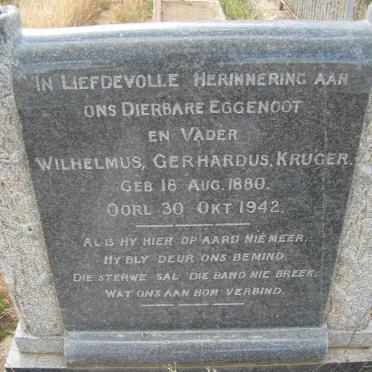 IN LIEFDEVOLLE HERINNERING AAN
ONS DIERBARE EGGENOOT
EN VADER
WILHELMUS, GERHARDUS, KRUGER.
GEB 18 AUG. 1880.
OORL 30 OKT 1942.
AL IS HY HIER OP AARD NIE MEER,
HY BLY DEUR ONS BEMIND.
DIE STERWE SAL DIE BAND NIE BREEK.
WAT ONS AAN HOM VERBIND.